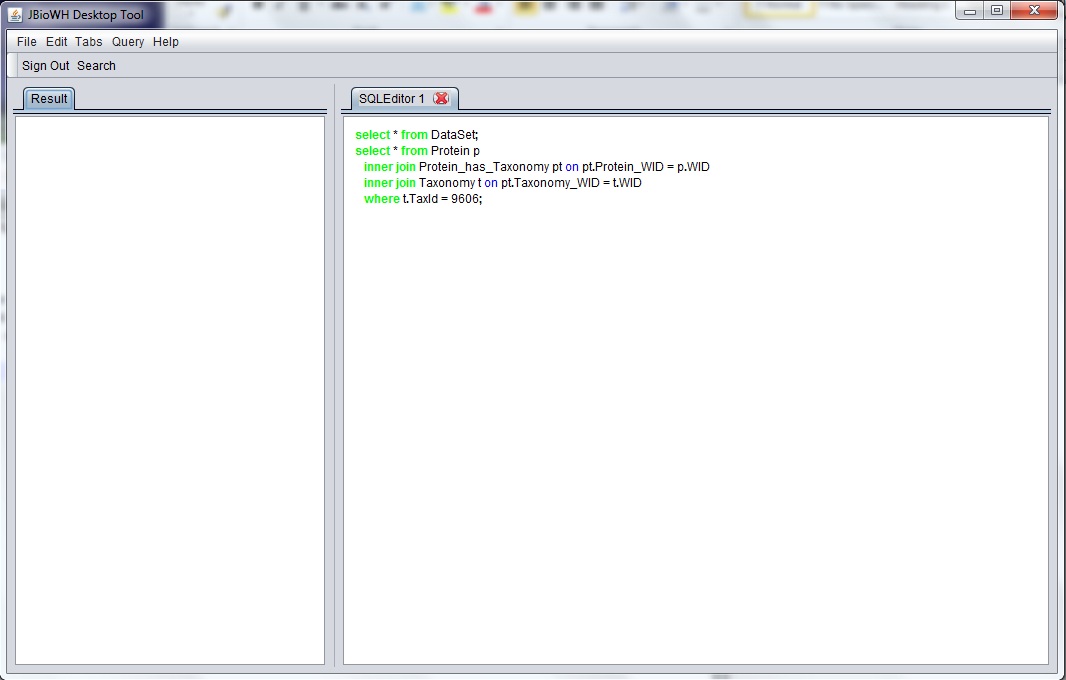 JBioWH Desktop Tool
File Edit Tabs Query Help
Sign Out Search
Result
SQLEditor 1
select * from DataSet;
select * from Protein p
inner join Protein_has_Taxonomy pt on pt.Protein_WID = p.WID
inner join Taxonomy t on pt.Taxonomy_WID = t.WID
where t.TaxId = 9606;